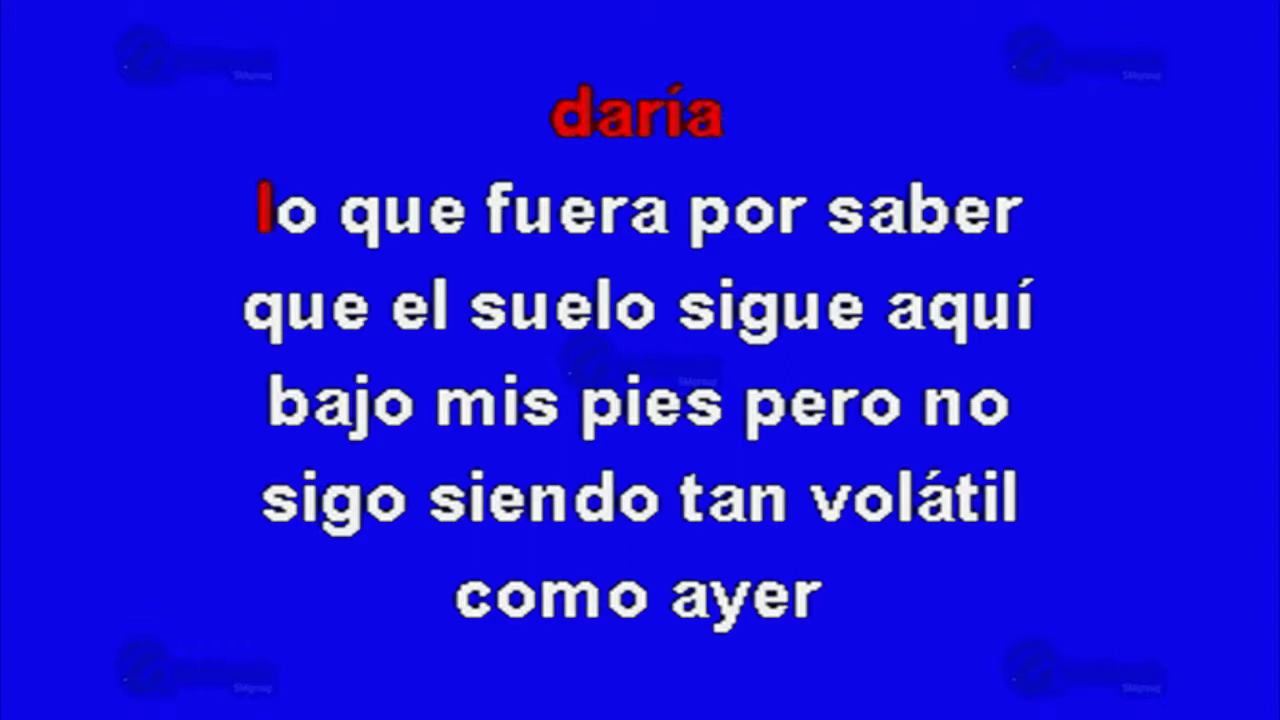 daría
lo que fuera por saber
que el suelo sigue aquí
bajo mis pies pero no
sigo siendo tan volátil
como ayer